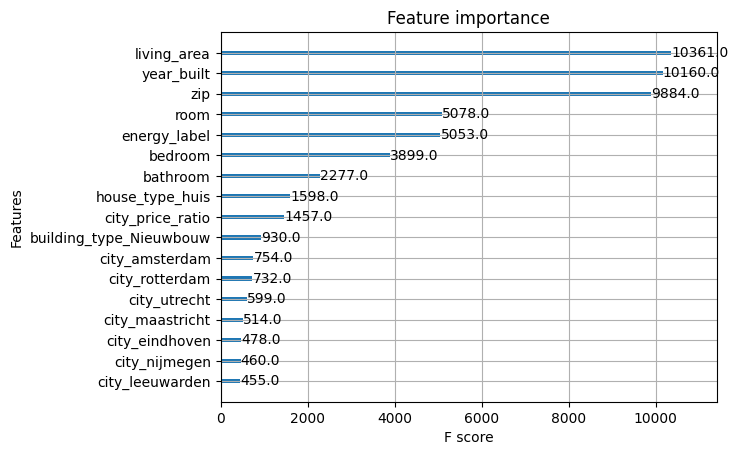 Feature importance
Features
living_area 10361.0
year_built 10160.0
zip 9884.0
room 5078.0
energy_label 5053.0
bedroom 3899.0
bathroom 2277.0
house_type_huis 1598.0
city_price_ratio 1457.0
building_type_Nieuwbouw 930.0
city_amsterdam 754.0
city_rotterdam 732.0
city_utrecht 599.0
city_maastricht 514.0
city_eindhoven 478.0
city_nijmegen 460.0
city_leeuwarden 455.0
0 2000 4000 6000 8000 10000
F score